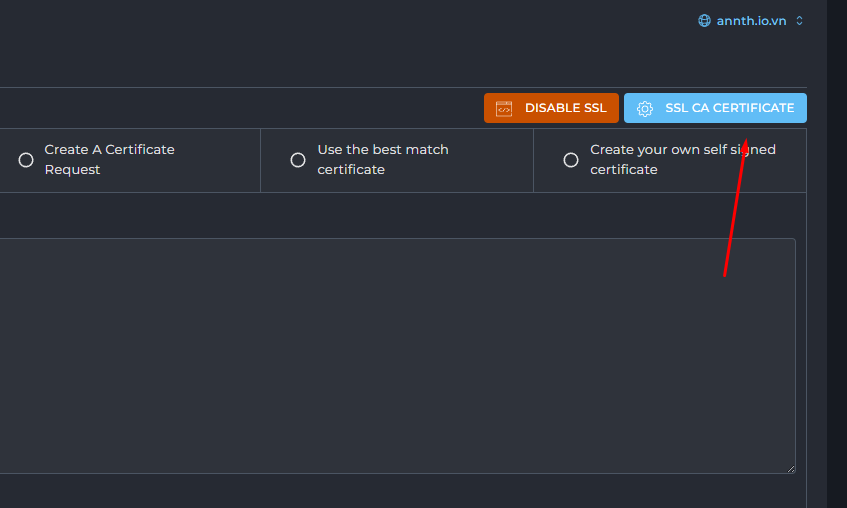 annth.io.vn
DISABLE SSL
SSL CA CERTIFICATE
Create A Certificate
Request
Use the best match
certificate
Create your own self signed
certificate